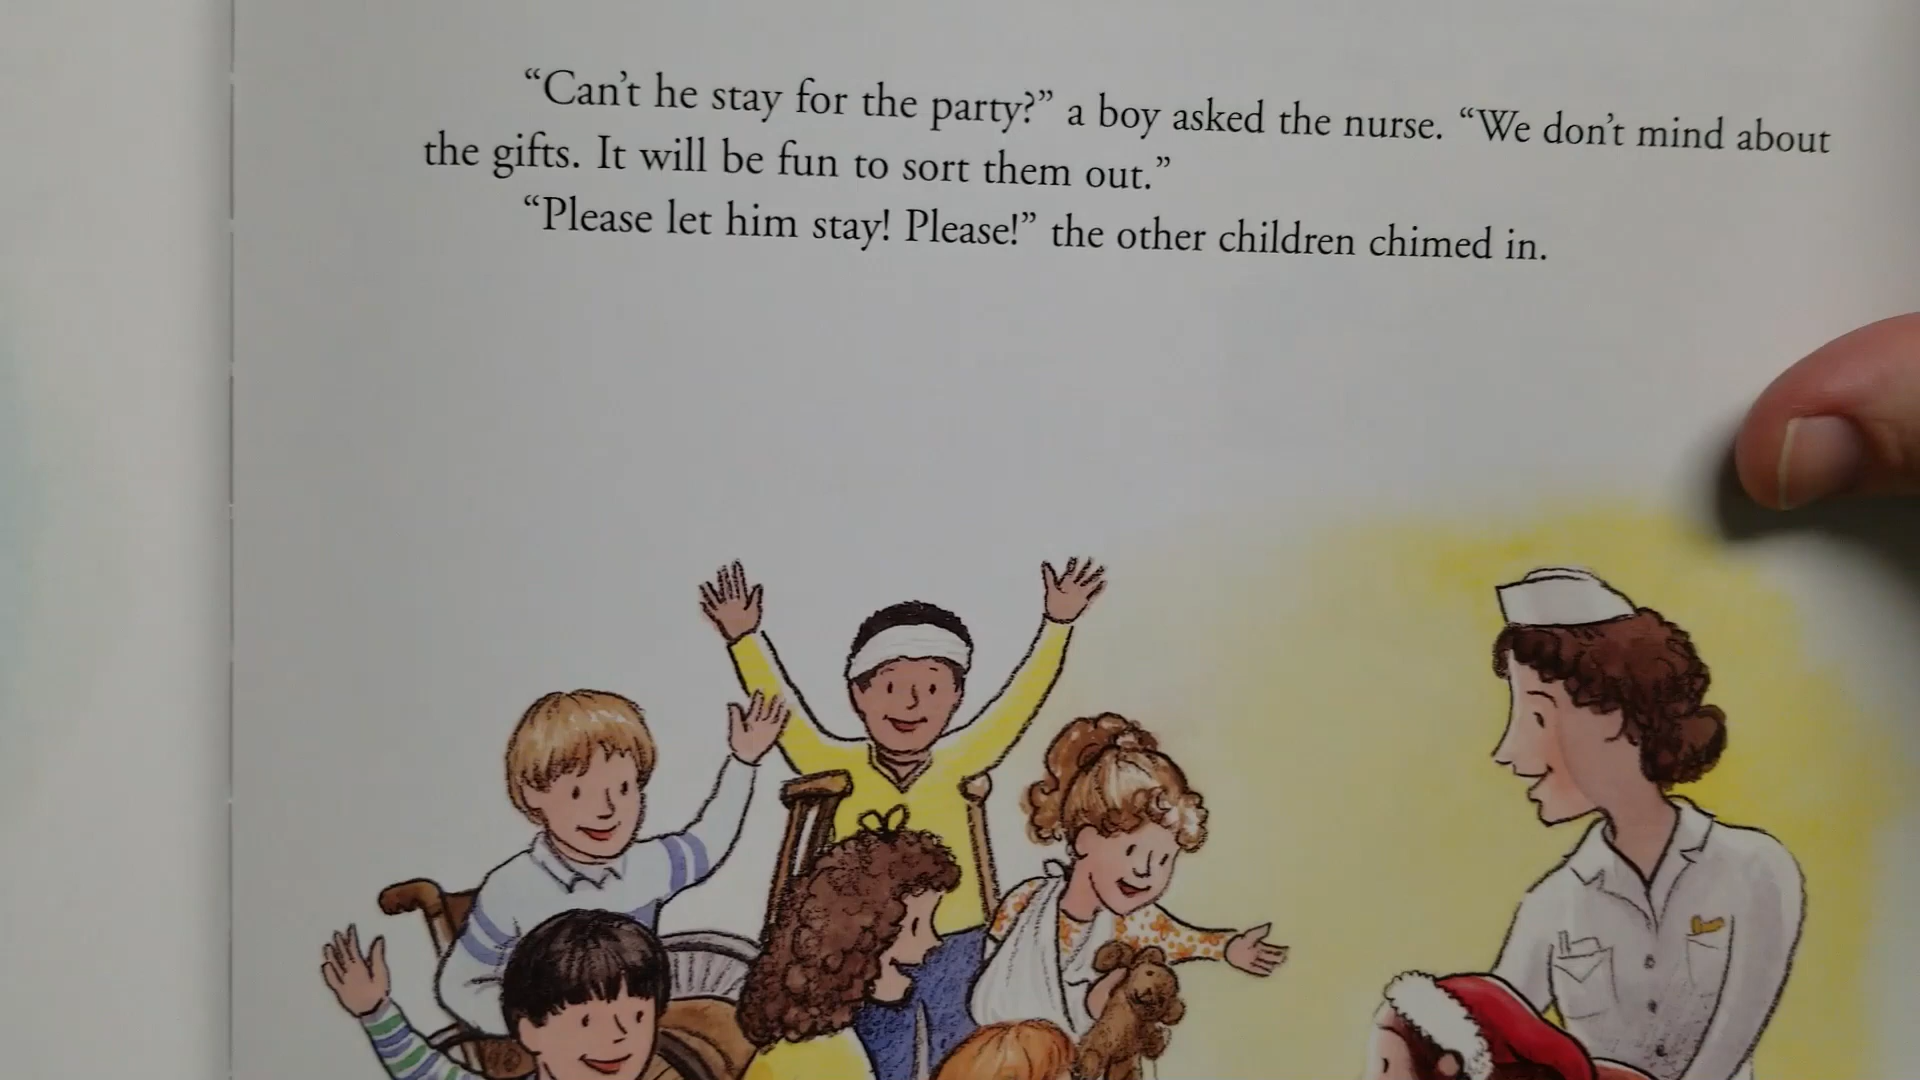 “Can’t he stay for the party?” a boy asked the nurse. “We don’t mind about
the gifts. It will be fun to sort them out.”
“Please let him stay! Please!” the other children chimed in.